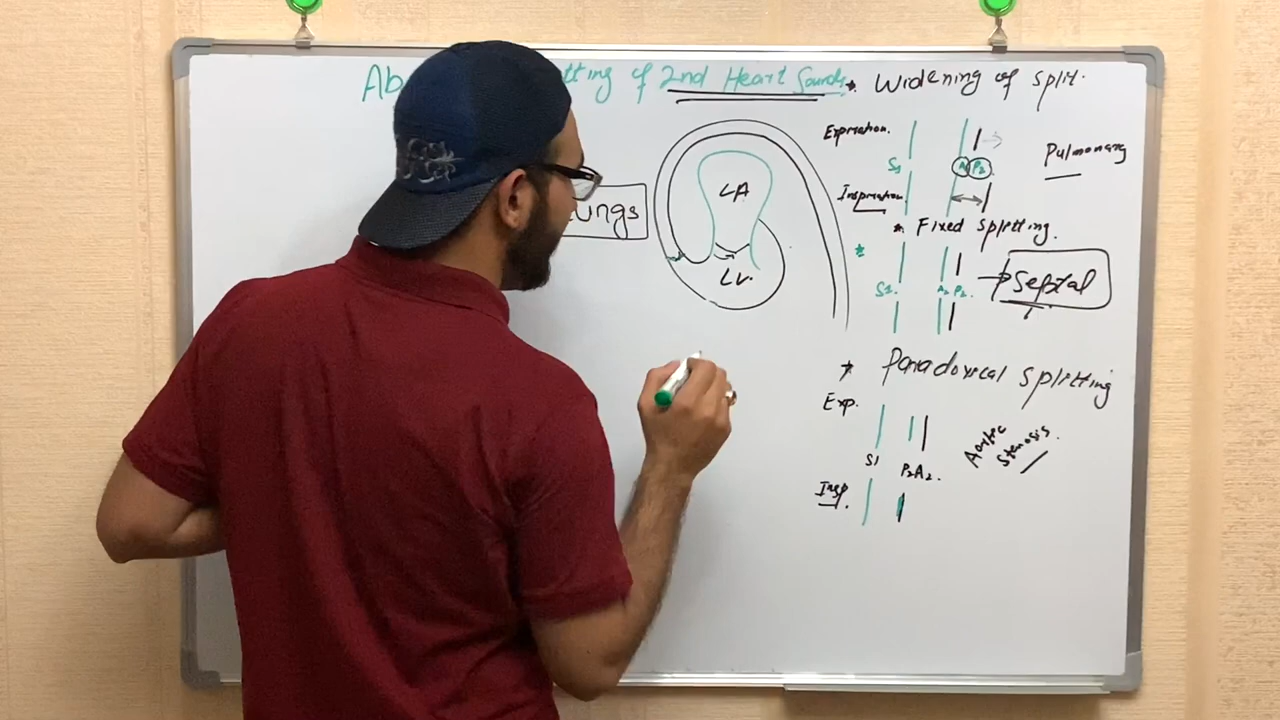 Ab tting of 2nd Heart Sounds
* Widening of split.
Expiration.
S1
A2 P2
Pulmonary
Inspiration.
Lungs
LA
LV.
* Fixed splitting.
*
S1.
A2 P2.
Septal
* Paradoxical splitting
Exp.
S1
P2A2.
Aortic
Stenosis.
Insp.